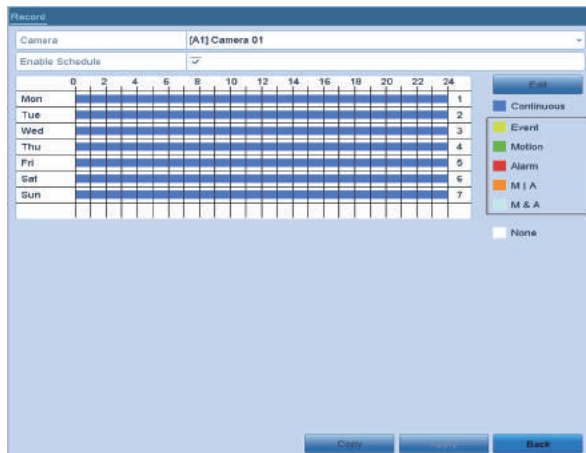 Record
Camera [A1] Camera 01
Enable Schedule
0 2 4 6 8 10 12 14 16 18 20 22 24
Edit
Mon 1
Continuous
Tue 2
Event
Wed 3
Motion
Thu 4
Fri 5
Alarm
Sat 6
M | A
Sun 7
M & A
None
Copy Apply Back